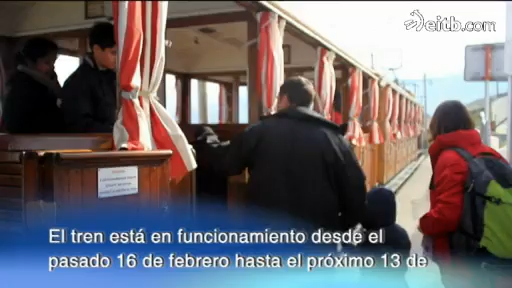 eitb.com
El tren está en funcionamiento desde el
pasado 16 de febrero hasta el próximo 13 de